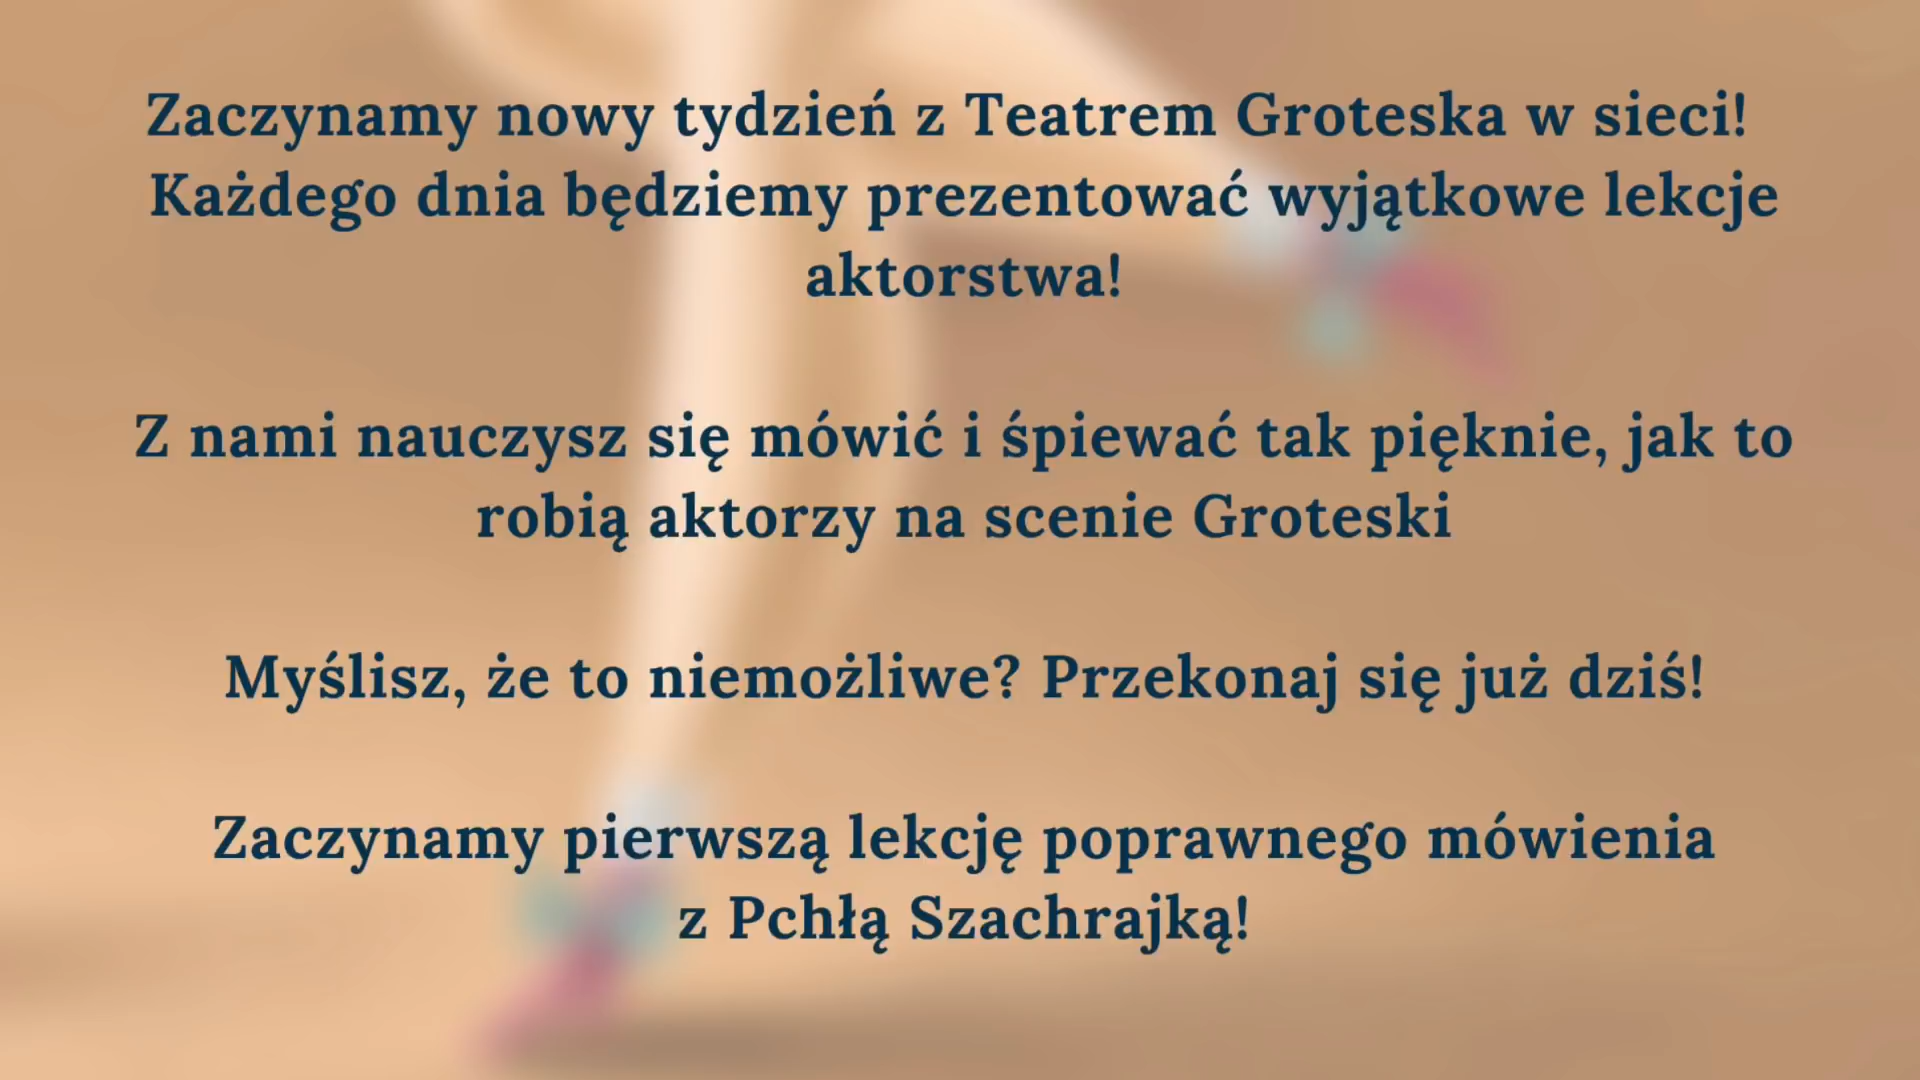 Zaczynamy nowy tydzień z Teatrem Groteska w sieci!
Każdego dnia będziemy prezentować wyjątkowe lekcje
aktorstwa!
Z nami nauczysz się mówić i śpiewać tak pięknie, jak to
robią aktorzy na scenie Groteski
Myślisz, że to niemożliwe? Przekonaj się już dziś!
Zaczynamy pierwszą lekcję poprawnego mówienia
z Pchłą Szachrajką!